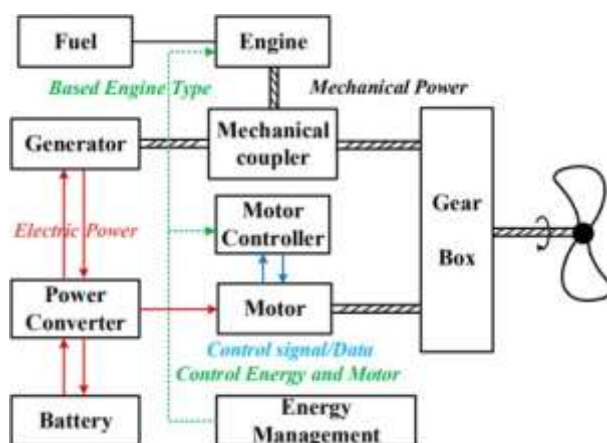 Fuel
Engine
Based Engine Type
Mechanical Power
Generator
Mechanical
coupler
Gear
Box
Electric Power
Motor
Controller
Power
Converter
Motor
Control signal/Data
Control Energy and Motor
Battery
Energy
Management